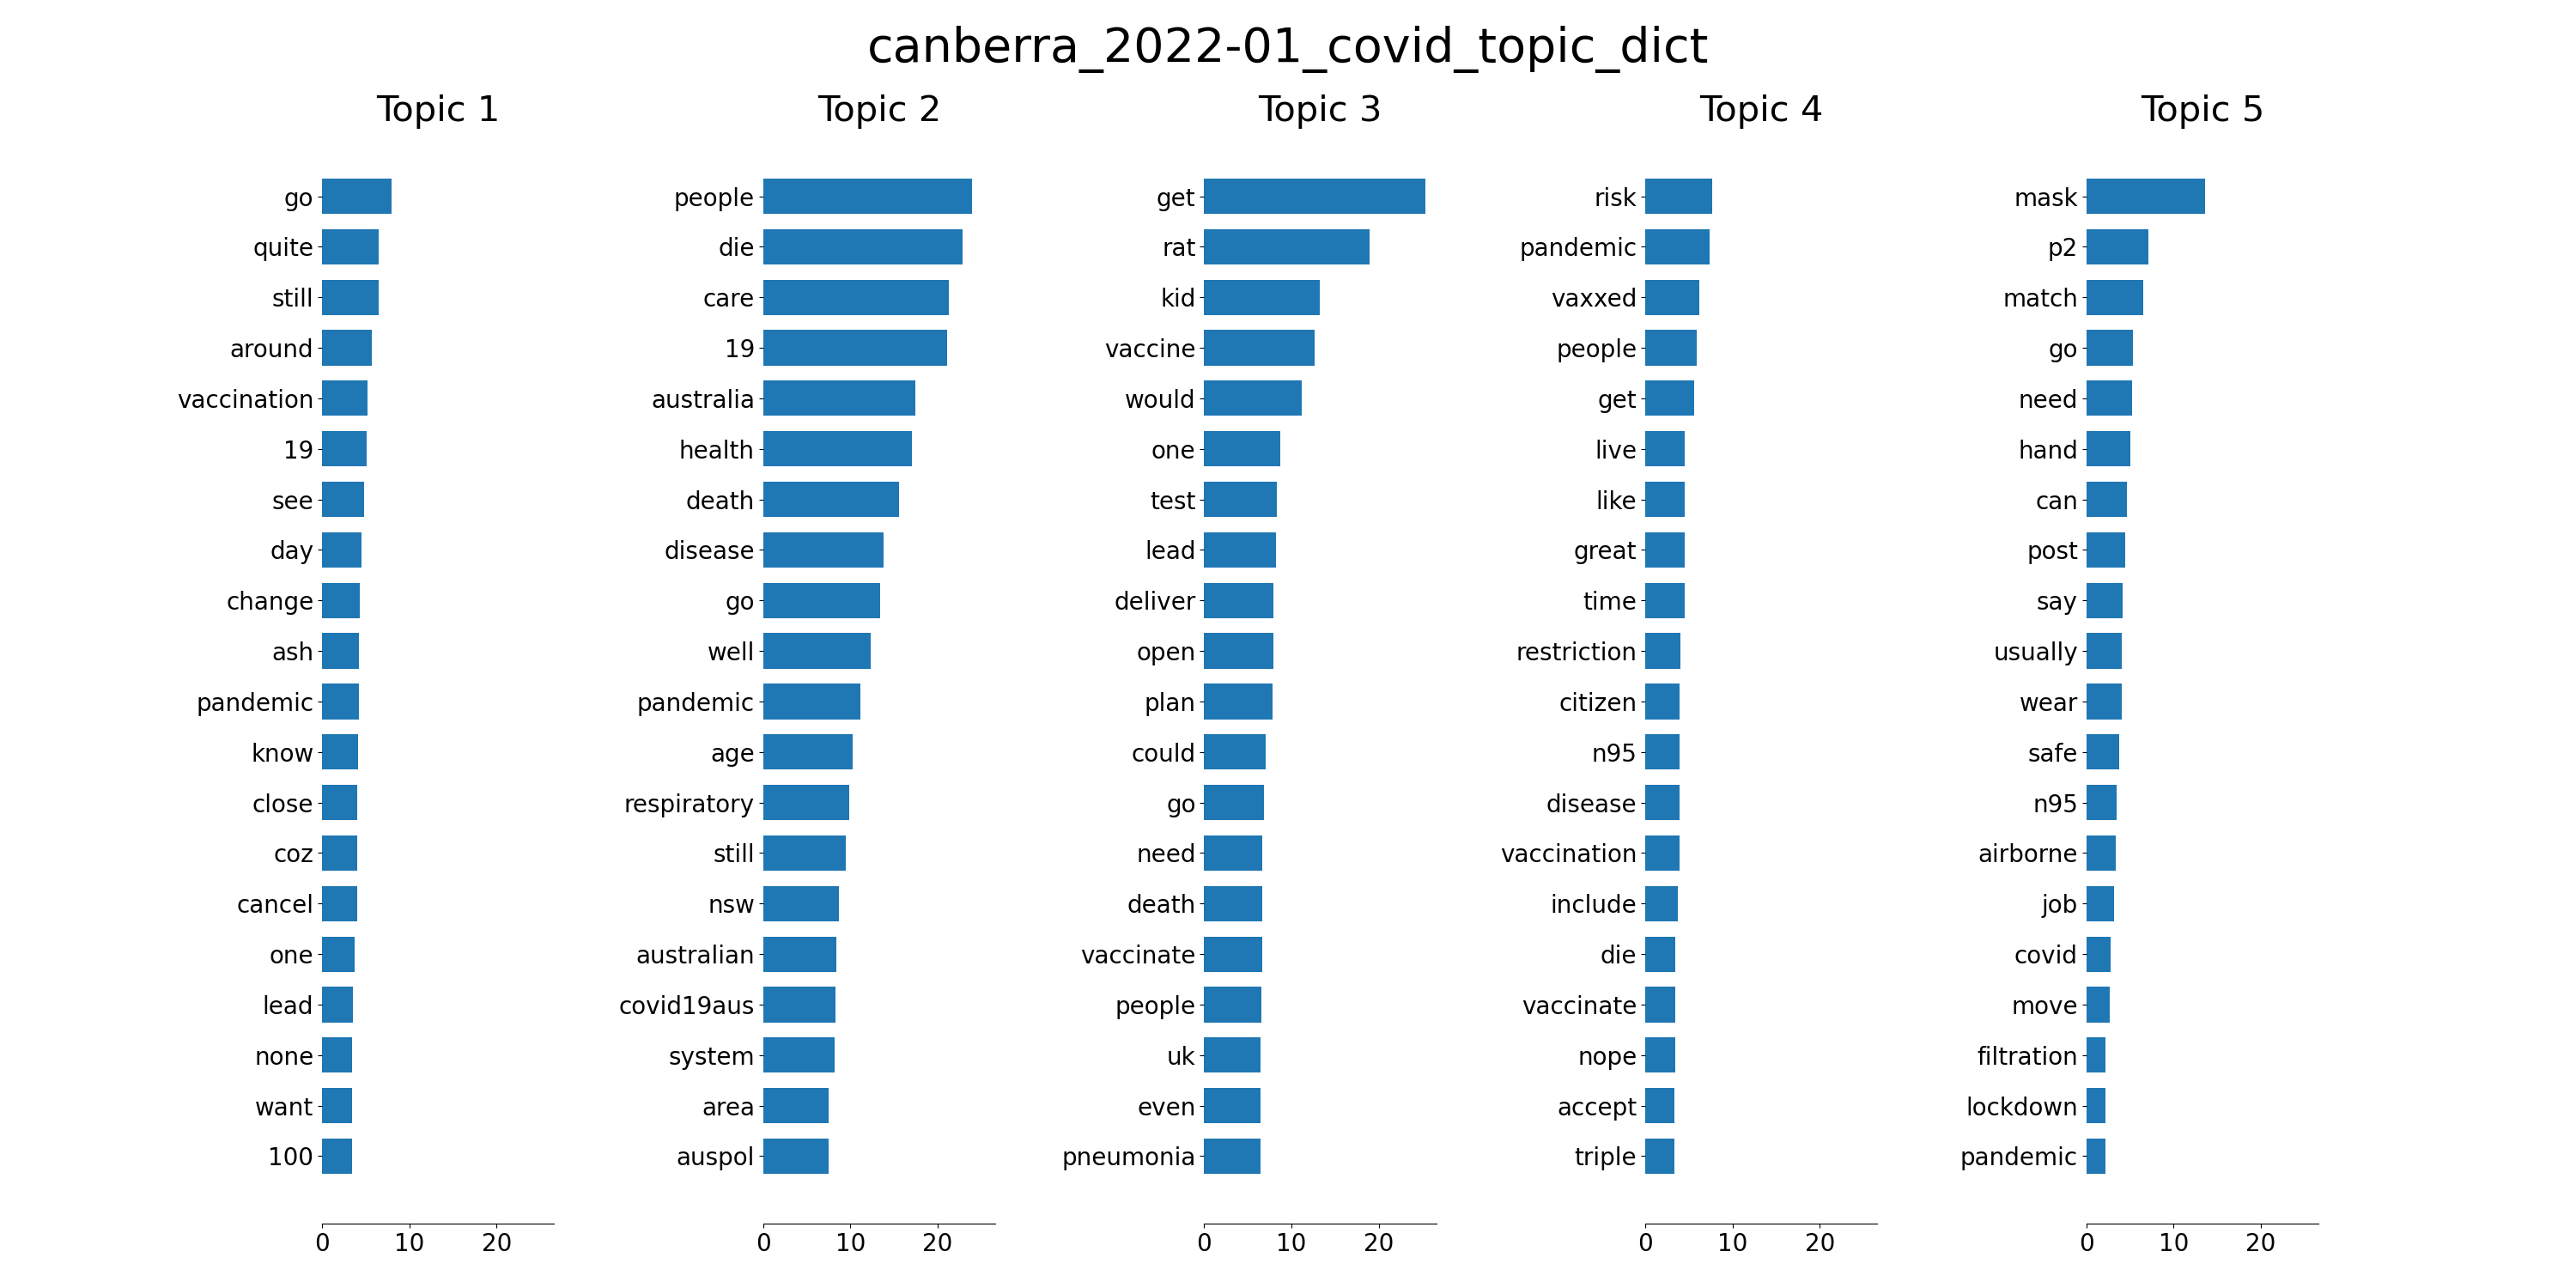 canberra_2022-01_covid_topic_dict
Topic 1
go
quite
still
around
vaccination
19
see
day
change
ash
pandemic
know
close
coz
cancel
one
lead
none
want
100
0 10 20
Topic 2
people
die
care
19
australia
health
death
disease
go
well
pandemic
age
respiratory
still
nsw
australian
covid19aus
system
area
auspol
0 10 20
Topic 3
get
rat
kid
vaccine
would
one
test
lead
deliver
open
plan
could
go
need
death
vaccinate
people
uk
even
pneumonia
0 10 20
Topic 4
risk
pandemic
vaxxed
people
get
live
like
great
time
restriction
citizen
n95
disease
vaccination
include
die
vaccinate
nope
accept
triple
0 10 20
Topic 5
mask
p2
match
go
need
hand
can
post
say
usually
wear
safe
n95
airborne
job
covid
move
filtration
lockdown
pandemic
0 10 20